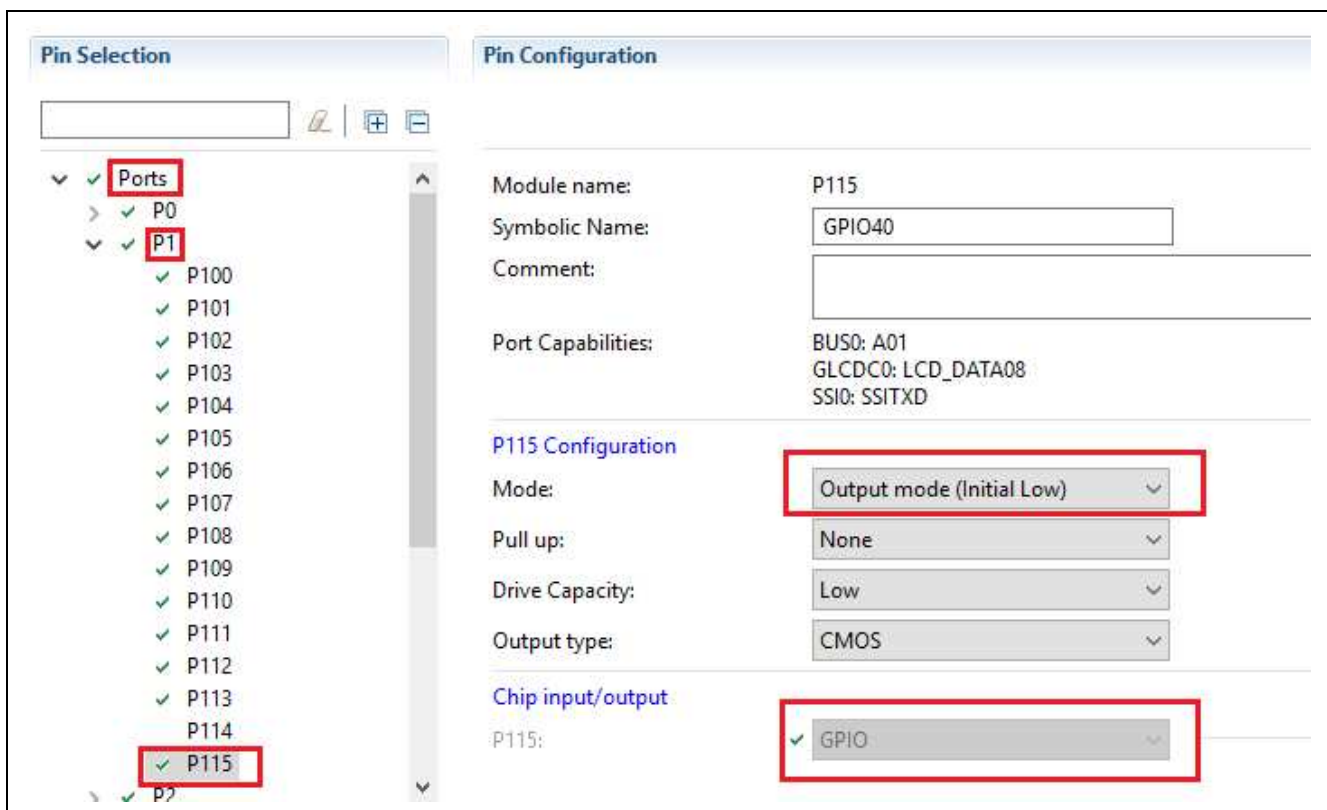 Pin Selection
Pin Configuration
Ports
P0
P1
P100
P101
P102
P103
P104
P105
P106
P107
P108
P109
P110
P111
P112
P113
P114
P115
P2
Module name: P115
Symbolic Name: GPIO40
Comment:
Port Capabilities: BUS0: A01
GLCDC0: LCD_DATA08
SSI0: SSITXD
P115 Configuration
Mode: Output mode (Initial Low)
Pull up: None
Drive Capacity: Low
Output type: CMOS
Chip input/output
P115: GPIO